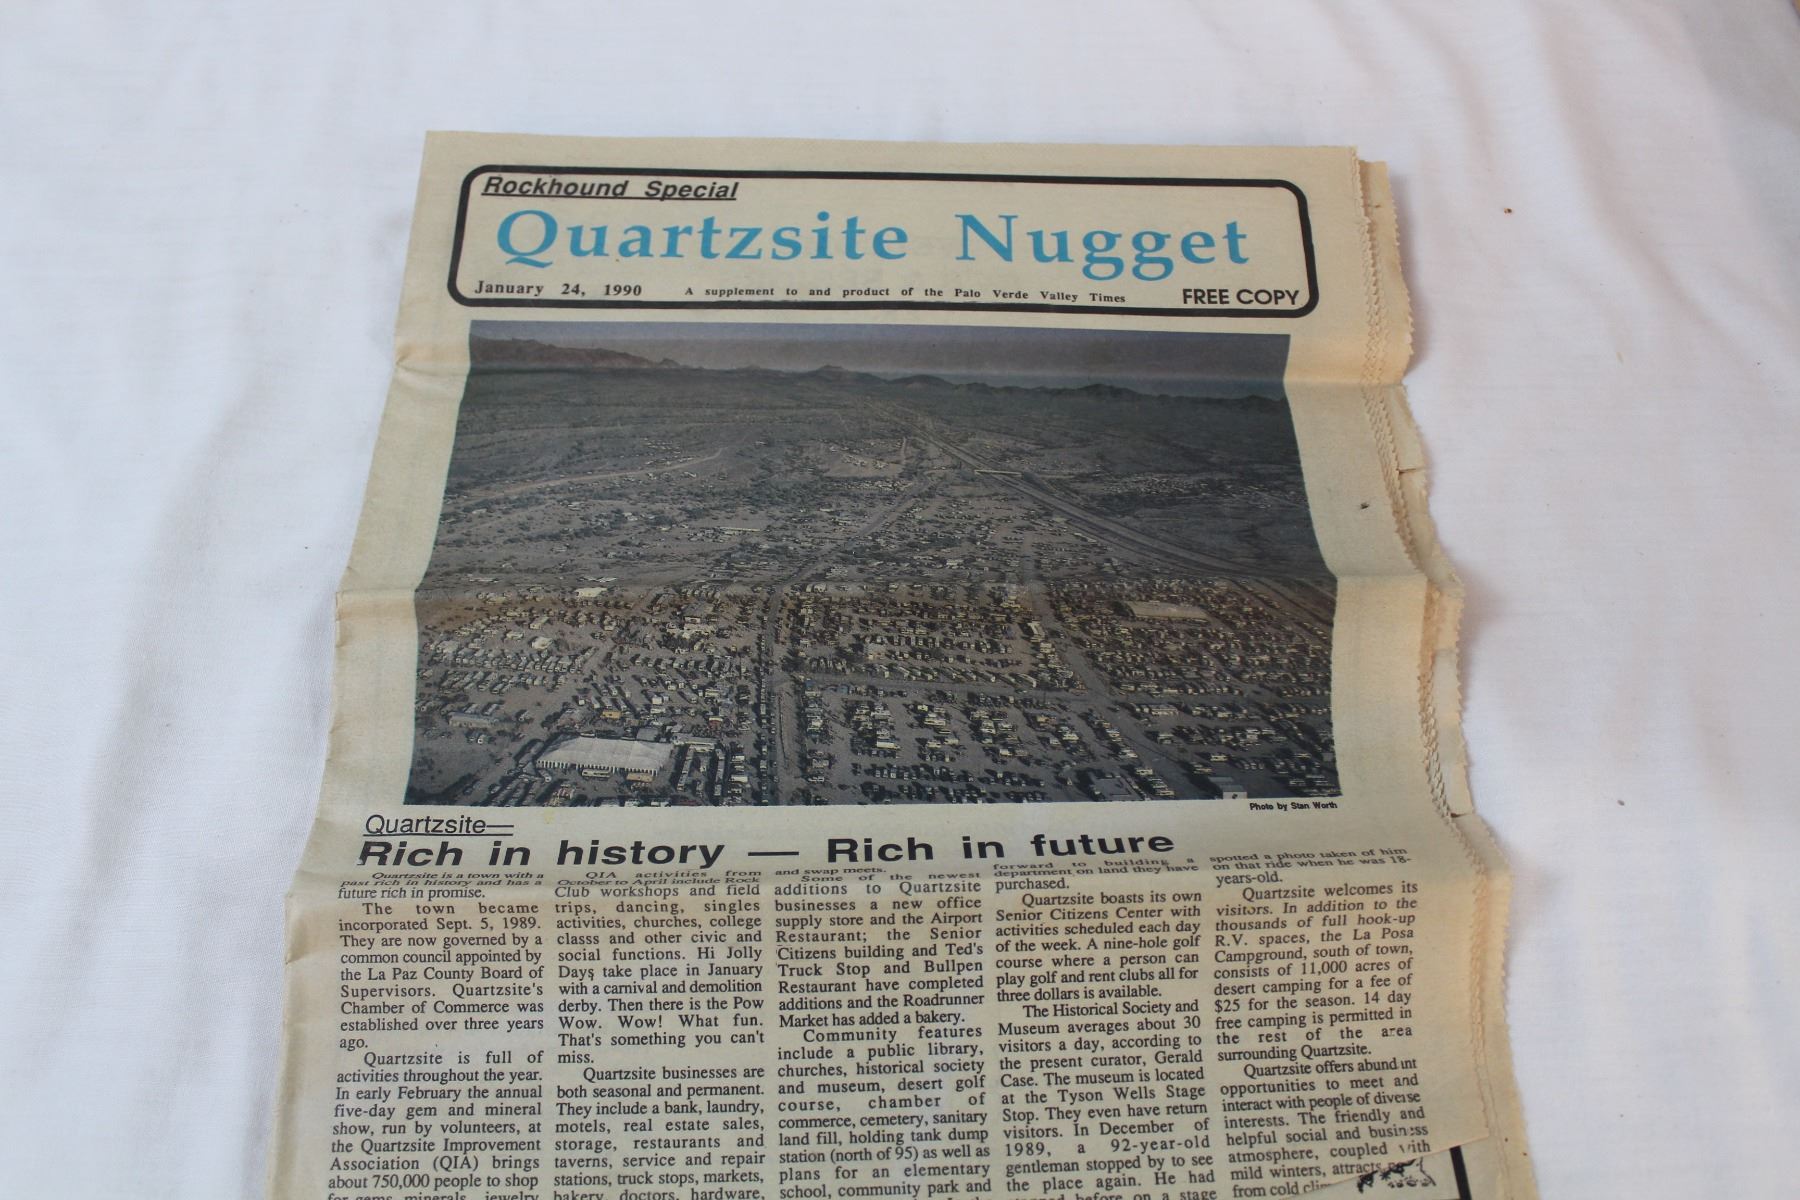 Rockhound Special
Quartzsite Nugget
January 24, 1990 A supplement to and product of the Palo Verde Valley Times FREE COPY
Photo by Stan Worth
Quartzsite—
Rich in history — Rich in future
Quartzsite is a town with a
past rich in history and has a
future rich in promise.
The town became
incorporated Sept. 5, 1989.
They are now governed by a
common council appointed by
the La Paz County Board of
Supervisors. Quartzsite's
Chamber of Commerce was
established over three years
ago.
Quartzsite is full of
activities throughout the year.
In early February the annual
five-day gem and mineral
show, run by volunteers, at
the Quartzsite Improvement
Association (QIA) brings
about 750,000 people to shop
for gems, minerals, jewelry
QIA activities from
October to April include Rock
Club workshops and field
trips, dancing, singles
activities, churches, college
classs and other civic and
social functions. Hi Jolly
Days take place in January
with a carnival and demolition
derby. Then there is the Pow
Wow. Wow! What fun.
That's something you can't
miss.
Quartzsite businesses are
both seasonal and permanent.
They include a bank, laundry,
motels, real estate sales,
storage, restaurants and
taverns, service and repair
stations, truck stops, markets,
bakery, doctors, hardware,
and swap meets.
Some of the newest
additions to Quartzsite
businesses a new office
supply store and the Airport
Restaurant; the Senior
Citizens building and Ted's
Truck Stop and Bullpen
Restaurant have completed
additions and the Roadrunner
Market has added a bakery.
Community features
include a public library,
churches, historical society
and museum, desert golf
course, chamber of
commerce, cemetery, sanitary
land fill, holding tank dump
station (north of 95) as well as
plans for an elementary
school, community park and
forward to building a
department on land they have
purchased.
Quartzsite boasts its own
Senior Citizens Center with
activities scheduled each day
of the week. A nine-hole golf
course where a person can
play golf and rent clubs all for
three dollars is available.
The Historical Society and
Museum averages about 30
visitors a day, according to
the present curator, Gerald
Case. The museum is located
at the Tyson Wells Stage
Stop. They even have return
visitors. In December of
1989, a 92-year-old
gentleman stopped by to see
the place again. He had
stopped before on a stage
spotted a photo taken of him
on that ride when he was 18-
years-old.
Quartzsite welcomes its
visitors. In addition to the
thousands of full hook-up
R.V. spaces, the La Posa
Campground, south of town,
consists of 11,000 acres of
desert camping for a fee of
$25 for the season. 14 day
free camping is permitted in
the rest of the area
surrounding Quartzsite.
Quartzsite offers abundant
opportunities to meet and
interact with people of diverse
interests. The friendly and
helpful social and business
atmosphere, coupled with
mild winters, attracts
from cold